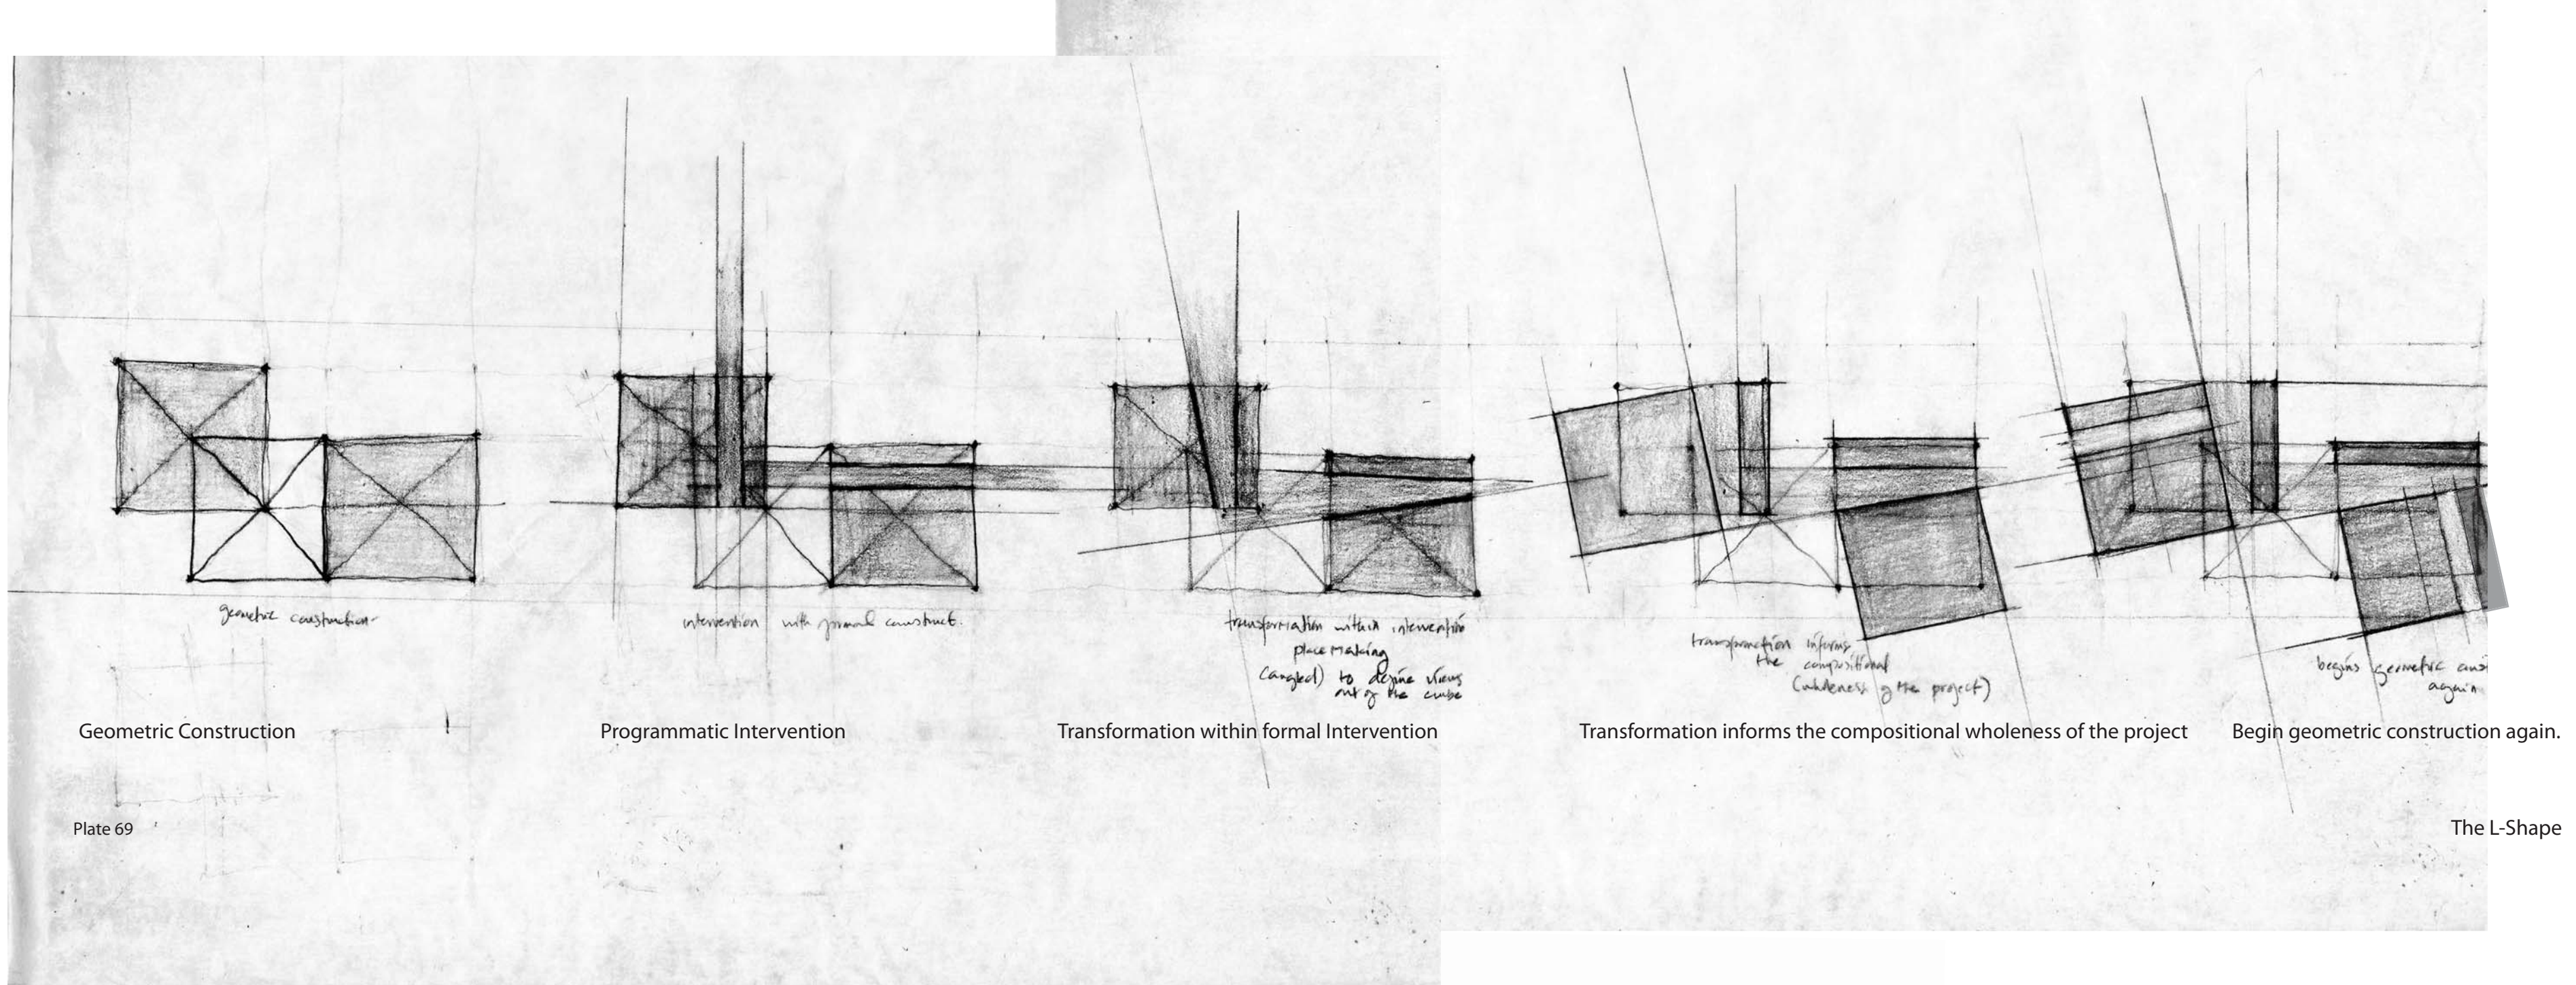 geometric construction
intervention with formal construct.
transformation within intervention
place making
(angled) to define views
out of the cube
transformation informs
the compositional
(wholeness of the project)
begins geometric
again
Geometric Construction
Programmatic Intervention
Transformation within formal Intervention
Transformation informs the compositional wholeness of the project
Begin geometric construction again.
Plate 69
The L-Shape